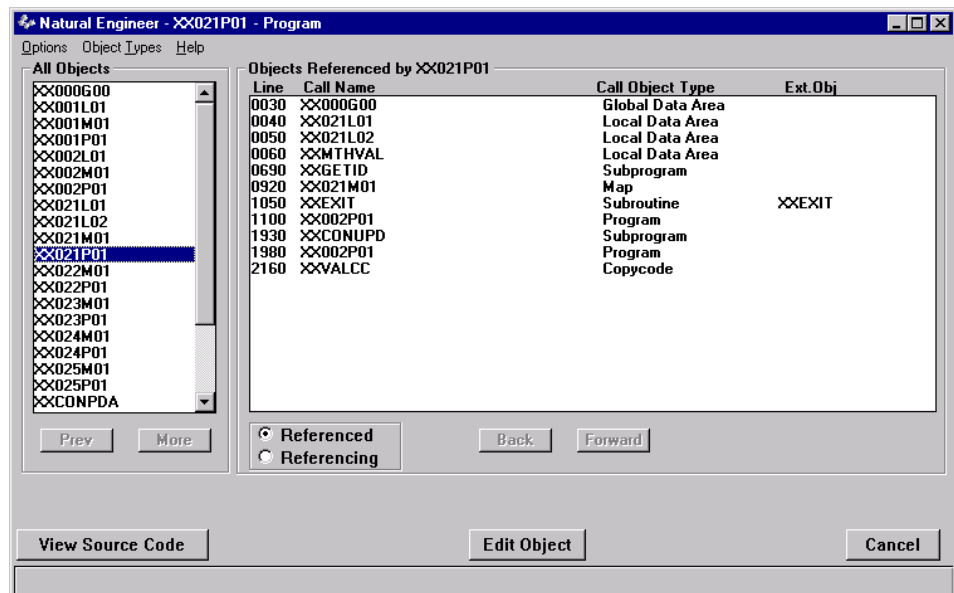 Natural Engineer - XX021P01 - Program
Options Object Types Help
All Objects
XX000G00
XX001L01
XX001M01
XX001P01
XX002L01
XX002M01
XX002P01
XX021L01
XX021L02
XX021M01
XX021P01
XX022M01
XX022P01
XX023M01
XX023P01
XX024M01
XX024P01
XX025M01
XX025P01
XXCONPDA
Prev More
Objects Referenced by XX021P01
Line Call Name Call Object Type Ext.Obj
0030 XX000G00 Global Data Area
0040 XX021L01 Local Data Area
0050 XX021L02 Local Data Area
0060 XXMTHVAL Local Data Area
0690 XXGETID Subprogram
0920 XX021M01 Map
1050 XXEXIT Subroutine XXEXIT
1100 XX002P01 Program
1930 XXCONUPD Subprogram
1980 XX002P01 Program
2160 XXVALCC Copycode
Referenced
Referencing
Back Forward
View Source Code Edit Object Cancel